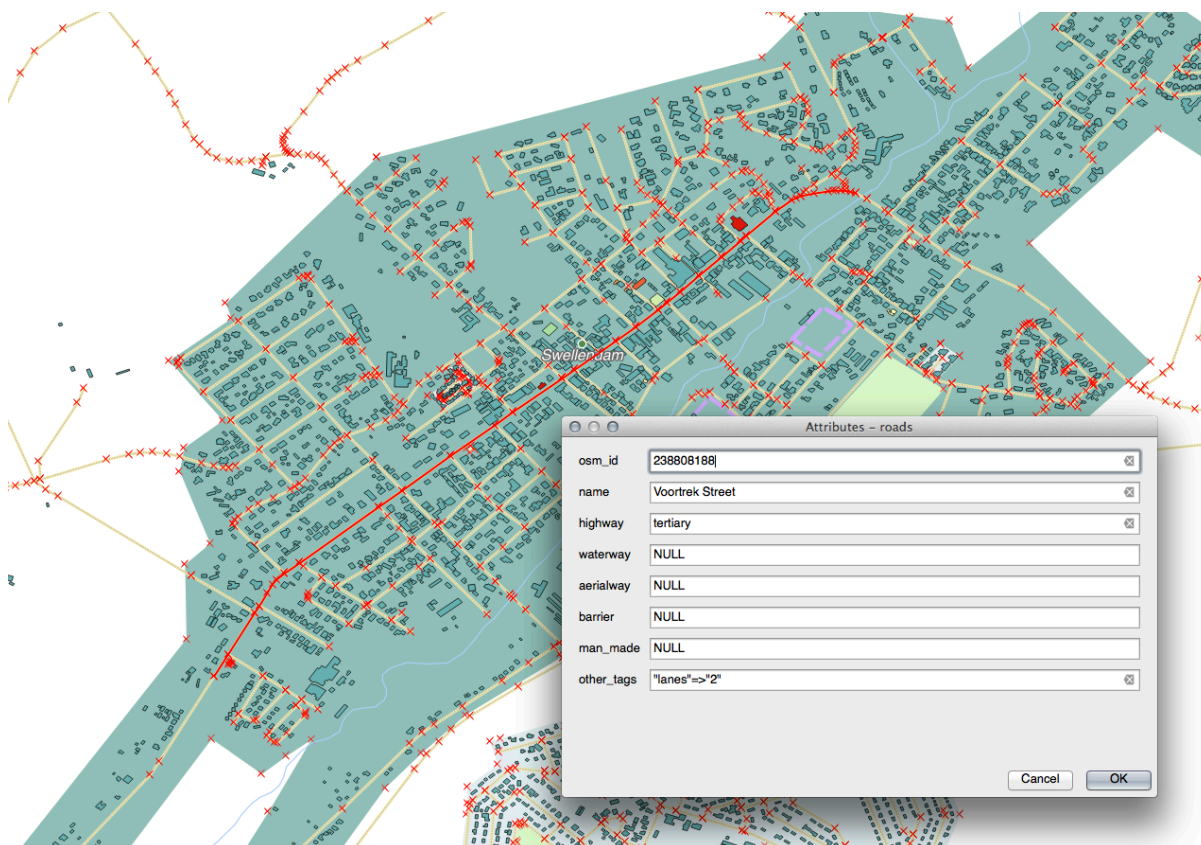 Swellendam
Attributes – roads
osm_id 238808188
name Voortrek Street
highway tertiary
waterway NULL
aerialway NULL
barrier NULL
man_made NULL
other_tags "lanes"=>"2"
Cancel OK